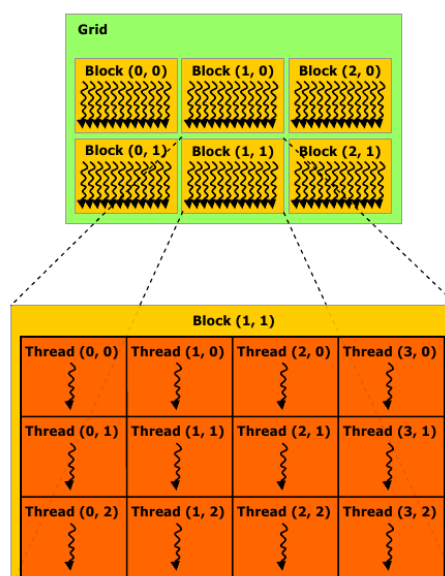 Grid
Block (0, 0) Block (1, 0) Block (2, 0)
Block (0, 1) Block (1, 1) Block (2, 1)
Block (1, 1)
Thread (0, 0) Thread (1, 0) Thread (2, 0) Thread (3, 0)
Thread (0, 1) Thread (1, 1) Thread (2, 1) Thread (3, 1)
Thread (0, 2) Thread (1, 2) Thread (2, 2) Thread (3, 2)